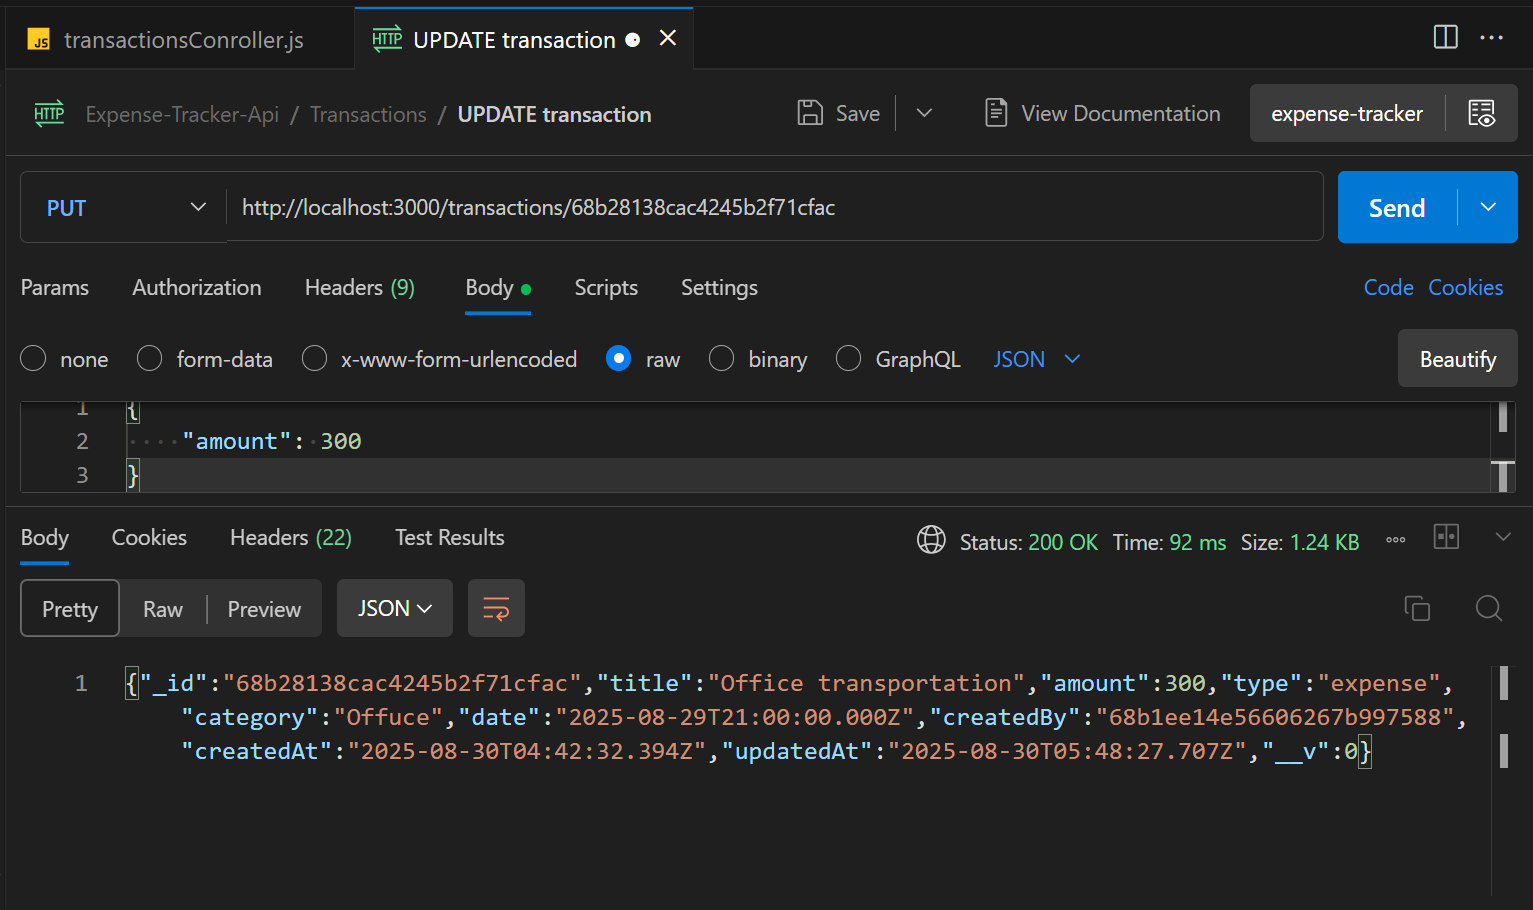 JS transactionsConroller.js HTTP UPDATE transaction
HTTP Expense-Tracker-Api / Transactions / UPDATE transaction Save View Documentation expense-tracker
PUT http://localhost:3000/transactions/68b28138cac4245b2f71cfac Send
Params Authorization Headers (9) Body Scripts Settings Code Cookies
none form-data x-www-form-urlencoded raw binary GraphQL JSON Beautify
1 {
2 ····"amount":·300
3 }
Body Cookies Headers (22) Test Results Status: 200 OK Time: 92 ms Size: 1.24 KB
Pretty Raw Preview JSON
1 {"_id":"68b28138cac4245b2f71cfac","title":"Office transportation","amount":300,"type":"expense",
"category":"Offuce","date":"2025-08-29T21:00:00.000Z","createdBy":"68b1ee14e56606267b997588",
"createdAt":"2025-08-30T04:42:32.394Z","updatedAt":"2025-08-30T05:48:27.707Z","__v":0}